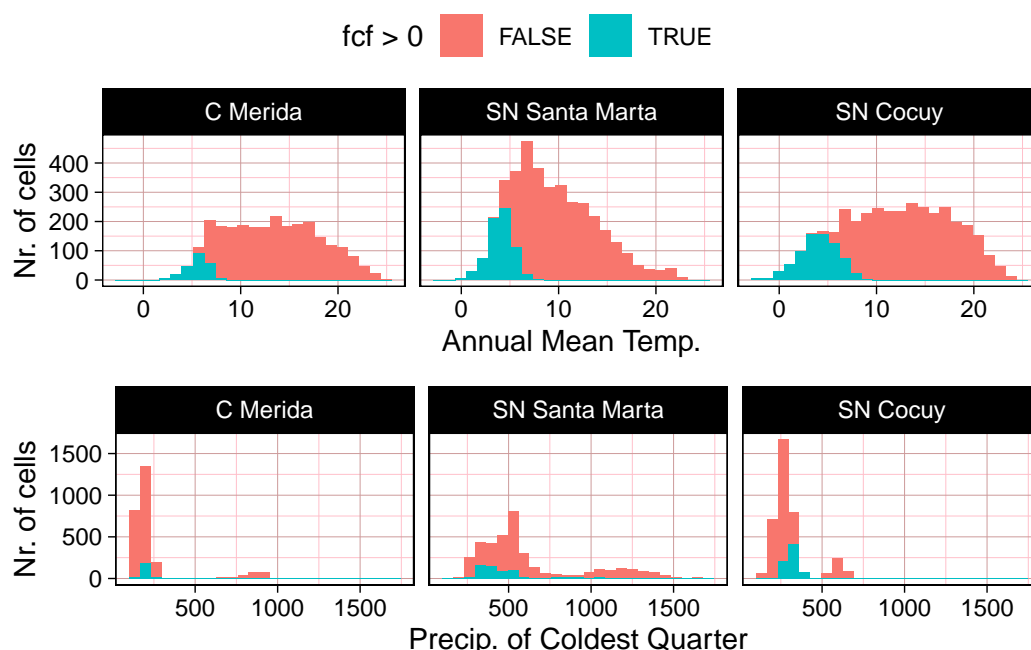 fcf > 0 FALSE TRUE
C Merida SN Santa Marta SN Cocuy
Nr. of cells
400
300
200
100
0
0 10 20 0 10 20 0 10 20
Annual Mean Temp.
C Merida SN Santa Marta SN Cocuy
Nr. of cells
1500
1000
500
0
500 1000 1500 500 1000 1500 500 1000 1500
Precip. of Coldest Quarter